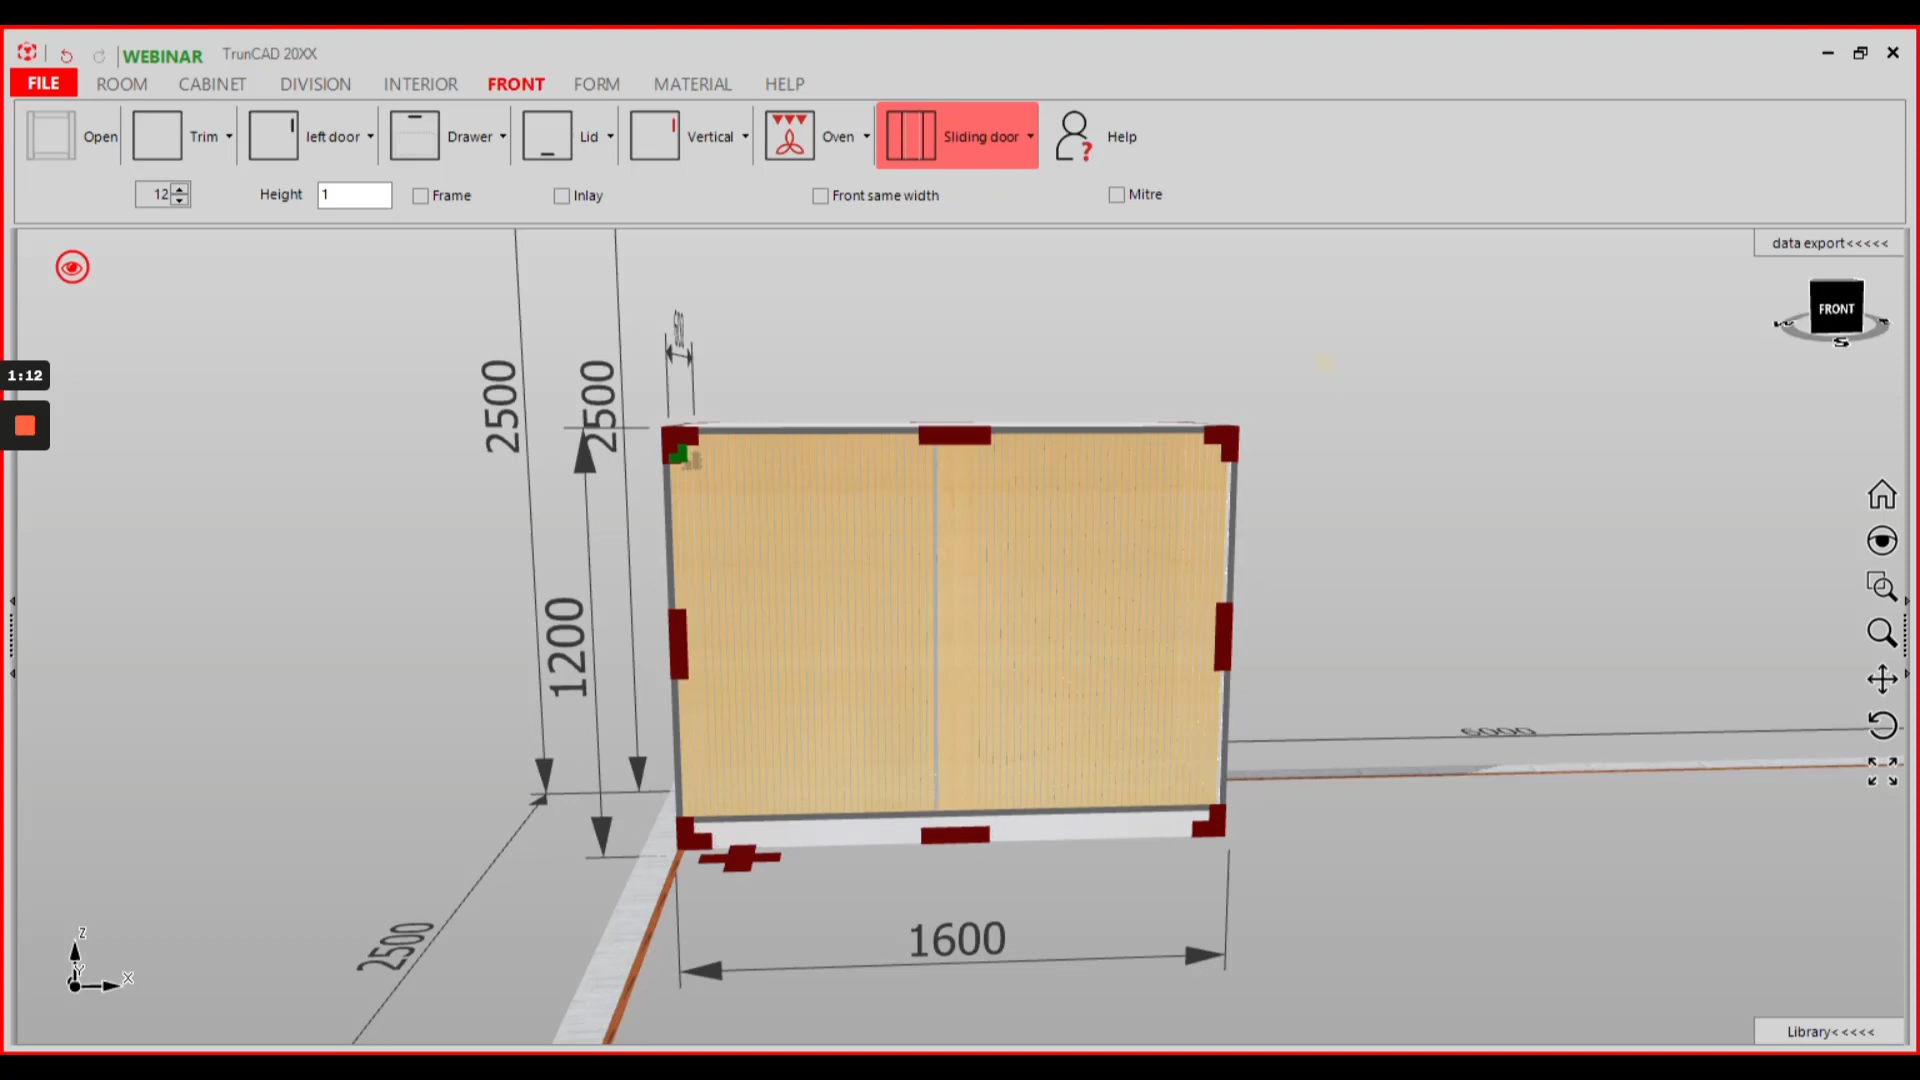 WEBINAR TrunCAD 20XX
FILE ROOM CABINET DIVISION INTERIOR FRONT FORM MATERIAL HELP
Open Trim left door Drawer Lid Vertical Oven Sliding door ? Help
12 Height 1 Frame Inlay Front same width Mitre
data export<<<<<
FRONT
S
1:12
2500
2500
1200
6000
1600
2500
Z
Y
X
Library<<<<<